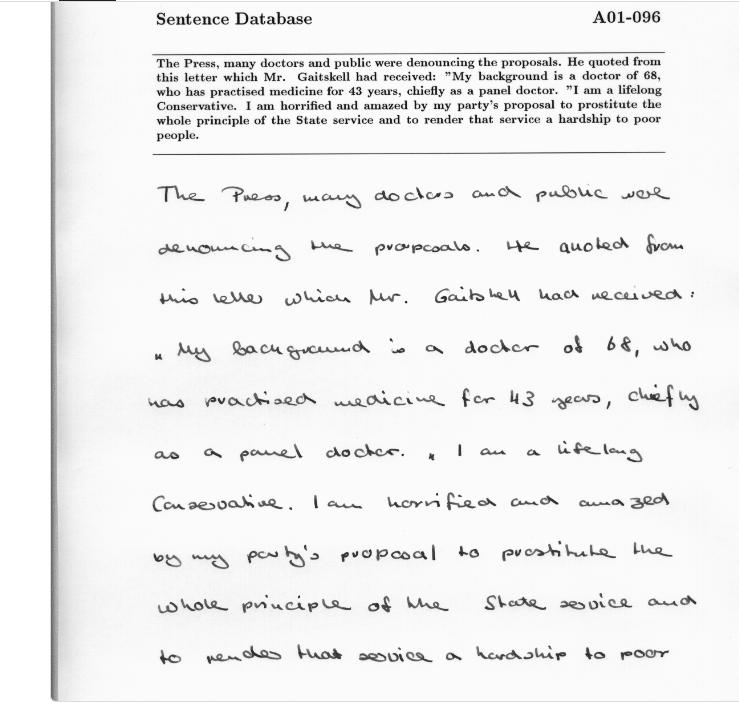 Sentence Database A01-096
The Press, many doctors and public were denouncing the proposals. He quoted from
this letter which Mr. Gaitskell had received: "My background is a doctor of 68,
who has practised medicine for 43 years, chiefly as a panel doctor. "I am a lifelong
Conservative. I am horrified and amazed by my party's proposal to prostitute the
whole principle of the State service and to render that service a hardship to poor
people.
The Press, many doctors and public were
denouncing the proposals. He quoted from
this letter which Mr. Gaitskell had received:
" My background is a doctor of 68, who
has practised medicine for 43 years, chiefly
as a panel doctor. " I am a lifelong
Conservative. I am horrified and amazed
by my party's proposal to prostitute the
whole principle of the State service and
to render that service a hardship to poor